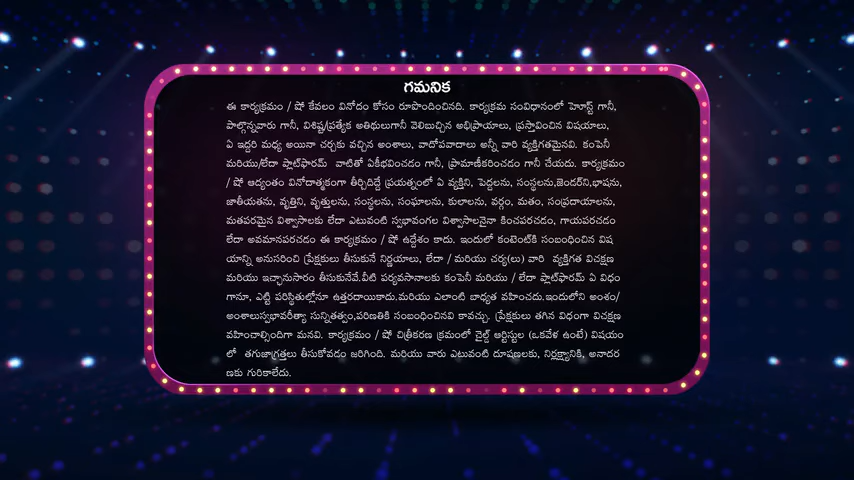 గమనిక
ఈ కార్యక్రమం / షో కేవలం వినోదం కోసం రూపొందించినది. కార్యక్రమ సంవిధానంలో హెూస్ట్ గానీ,
పాల్గొన్నవారు గానీ, విశిష్ట/ప్రత్యేక అతిథులుగానీ వెలిబుచ్చిన అభిప్రాయాలు, ప్రస్తావించిన విషయాలు,
ఏ ఇద్దరి మధ్య అయినా చర్చకు వచ్చిన అంశాలు, వాడోపవాదాలు అన్నీ వారి వ్యక్తిగతమైనవి. కంపెనీ
మరియు/లేదా ప్లాట్‌ఫారమ్ వాటితో ఏకీభవించడం గానీ, ప్రామాణీకరించడం గానీ చేయదు. కార్యక్రమం
/ షో ఆద్యంతం వినోదాత్మకంగా తీర్చిదిద్దే ప్రయత్నంలో ఏ వ్యక్తిని, పెద్దలను, సంస్థలను,జెండర్‌ని,భాషను,
జాతీయతను, వృత్తిని, వృత్తులను, సంస్థలను, సంఘాలను, కులాలను, వర్గం, మతం, సంప్రదాయాలను,
మతపరమైన విశ్వాసాలకు లేదా ఎటువంటి స్వభావంగల విశ్వాసాలనైనా కించపరచడం, గాయపరచడం
లేదా అవమానపరచడం ఈ కార్యక్రమం / షో ఉద్దేశం కాదు. ఇందులో కంటెంట్‌కి సంబంధించిన విష
యాన్ని అనుసరించి ప్రేక్షకులు తీసుకునే నిర్ణయాలు, లేదా / మరియు చర్య(లు) వారి వ్యక్తిగత విచక్షణ
మరియు ఇచ్ఛానుసారం తీసుకునేవే.వీటి పర్యవసానాలకు కంపెనీ మరియు / లేదా ప్లాట్‌ఫారమ్ ఏ విధం
గానూ, ఎట్టి పరిస్థితుల్లోనూ ఉత్తరదాయికాదు.మరియు ఎలాంటి బాధ్యత వహించదు.ఇందులోని అంశం/
అంశాలుస్వభావరీత్యా సున్నితత్వం,పరిణతికి సంబంధించినవి కావచ్చు. ప్రేక్షకులు తగిన విధంగా విచక్షణ
వహించాల్సిందిగా మనవి. కార్యక్రమం / షో చిత్రీకరణ క్రమంలో చైల్డ్ ఆర్టిస్టుల (ఒకవేళ ఉంటే) విషయం
లో తగుజాగ్రత్తలు తీసుకోవడం జరిగింది. మరియు వారు ఎటువంటి దూషణలకు, నిర్లక్ష్యానికి, అనాదర
ణకు గురికాలేదు.